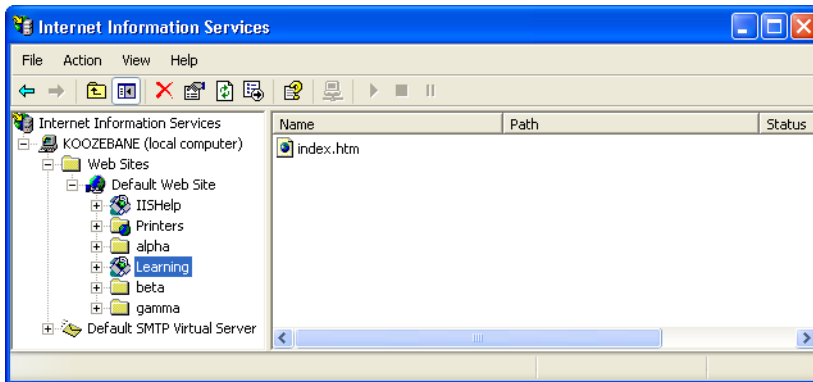 Internet Information Services
File Action View Help
Internet Information Services
KOOZEBANE (local computer)
Web Sites
Default Web Site
IISHelp
Printers
alpha
Learning
beta
gamma
Default SMTP Virtual Server
Name Path Status
index.htm